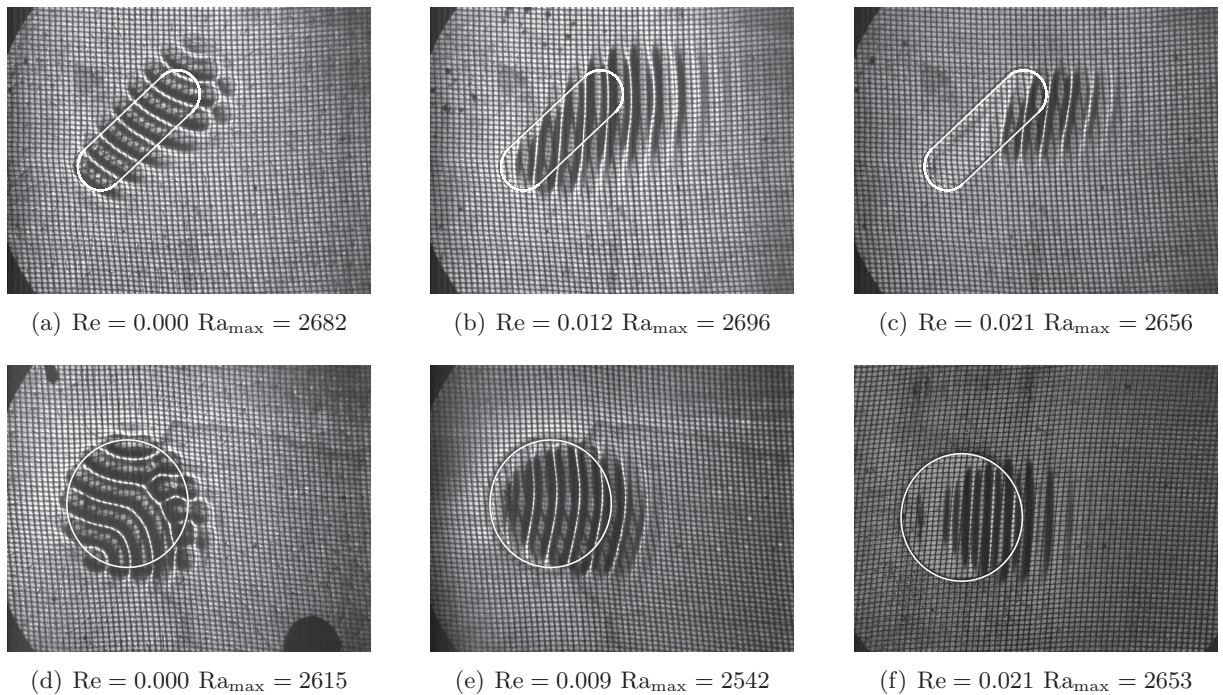 (a) Re = 0.000 Ra_max = 2682
(b) Re = 0.012 Ra_max = 2696
(c) Re = 0.021 Ra_max = 2656
(d) Re = 0.000 Ra_max = 2615
(e) Re = 0.009 Ra_max = 2542
(f) Re = 0.021 Ra_max = 2653